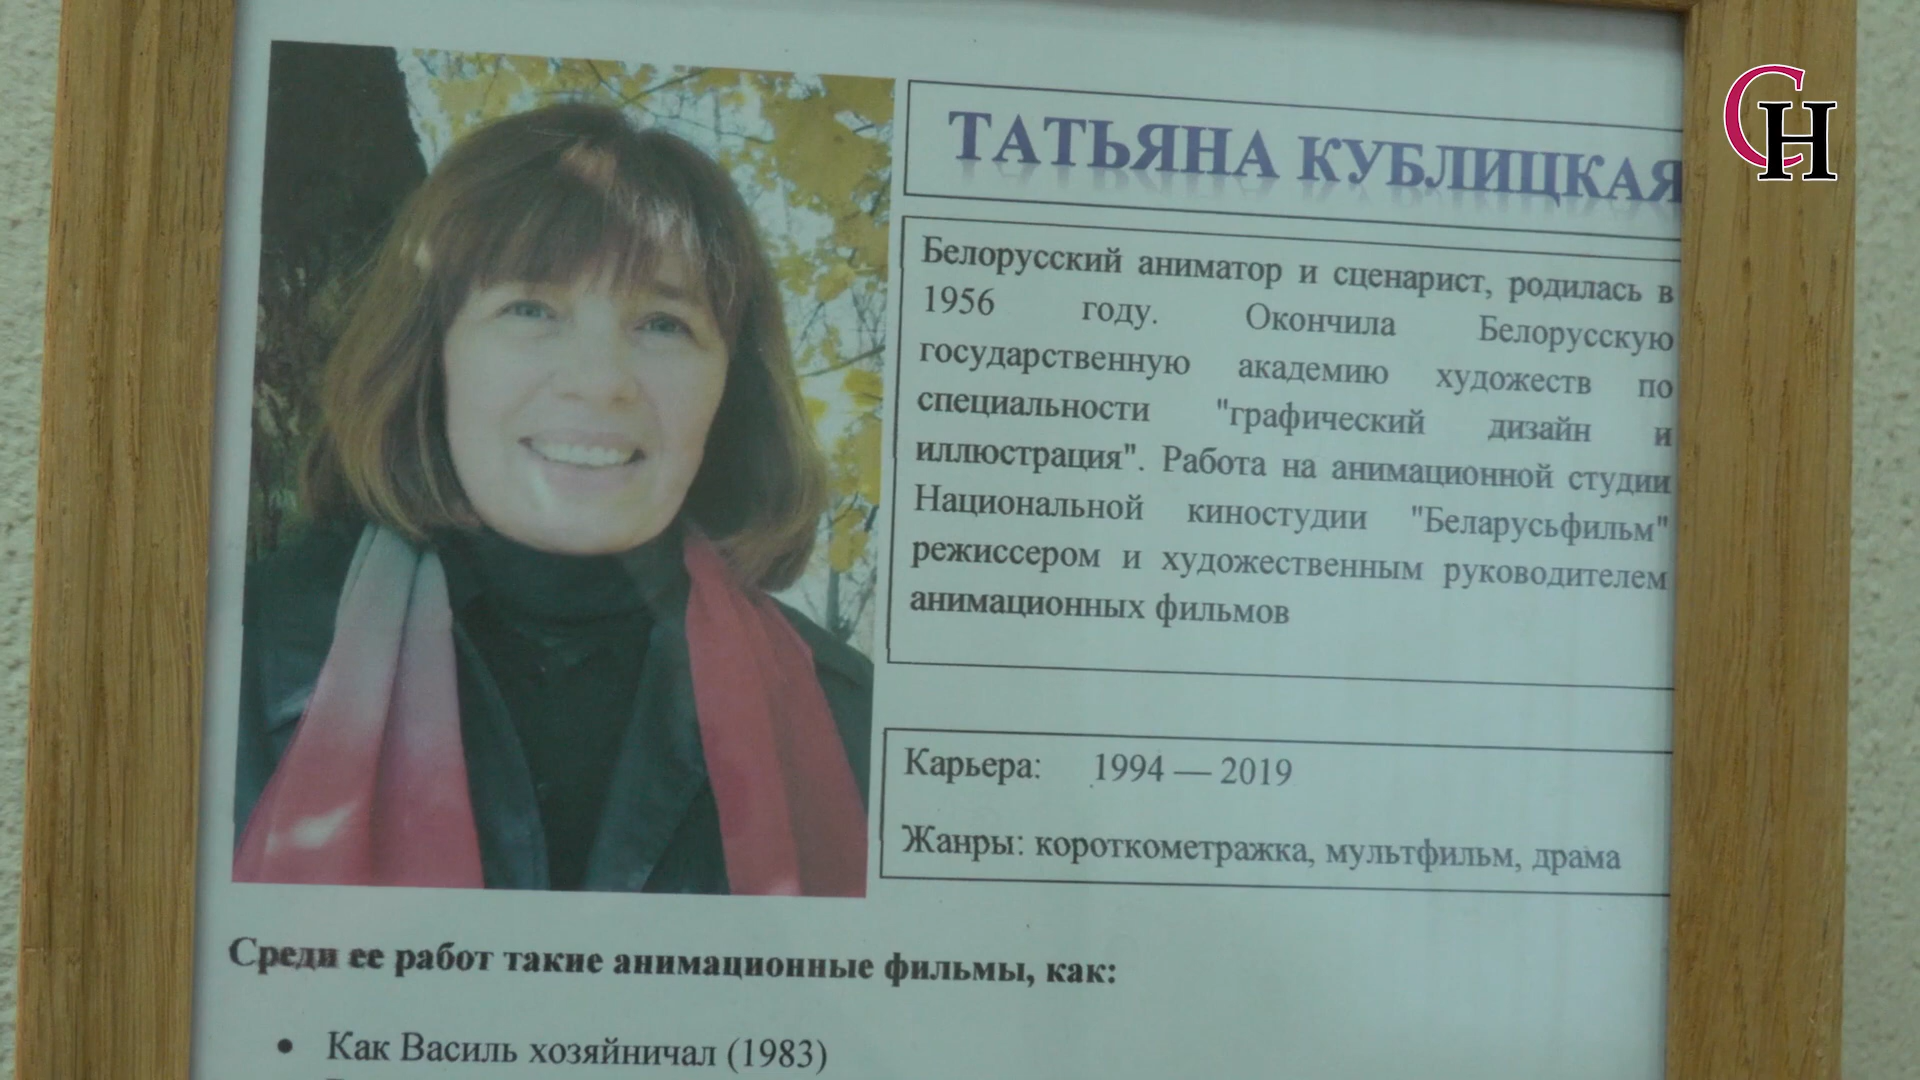 СН
ТАТЬЯНА КУБЛИЦКАЯ
Белорусский аниматор и сценарист, родилась в
1956 году. Окончила Белорусскую
государственную академию художеств по
специальности "графический дизайн и
иллюстрация". Работа на анимационной студии
Национальной киностудии "Беларусьфильм"
режиссером и художественным руководителем
анимационных фильмов
Карьера: 1994 — 2019
Жанры: короткометражка, мультфильм, драма
Среди ее работ такие анимационные фильмы, как:
• Как Василь хозяйничал (1983)